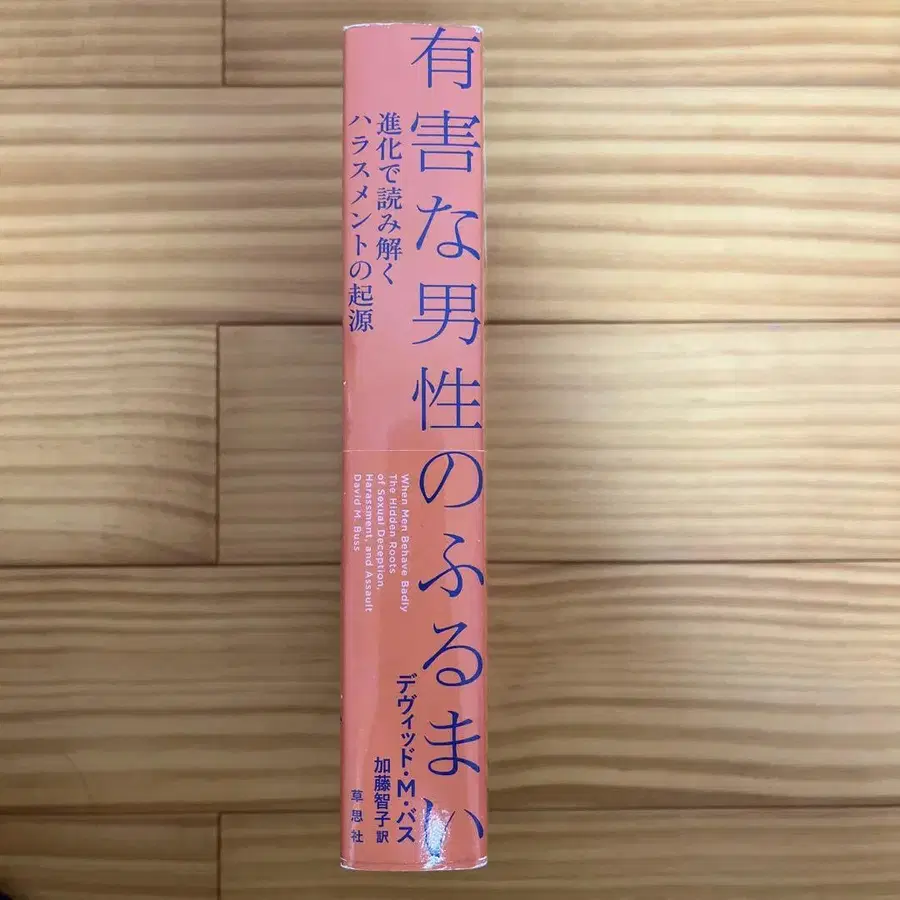 有害な男性のふるまい
進化で読み解く
ハラスメントの起源
When Men Behave Badly
The Hidden Roots
of Sexual Deception,
Harassment, and Assault
David M. Buss
デヴィッド・M・バス
加藤智子 訳
草思社